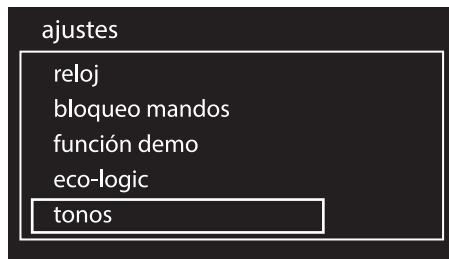 ajustes
reloj
bloqueo mandos
función demo
eco-logic
tonos